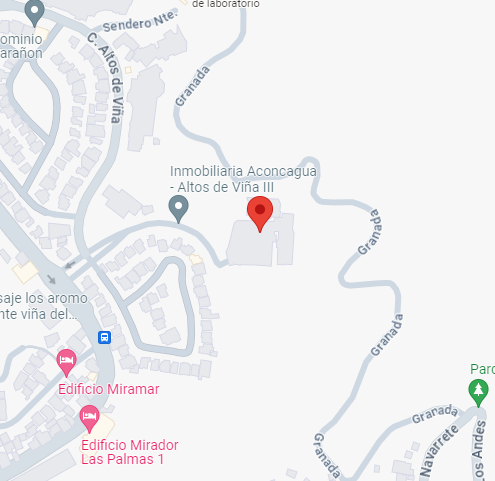 de laboratorio
Sendero Nte.
ominio
arañon
C. Altos de Viña
Granada
Inmobiliaria Aconcagua
- Altos de Viña III
Granada
saje los aromo
nte viña del...
Granada
Edificio Miramar
Parc
Granada
Edificio Mirador
Las Palmas 1
Granada
Navarrete
Los Andes